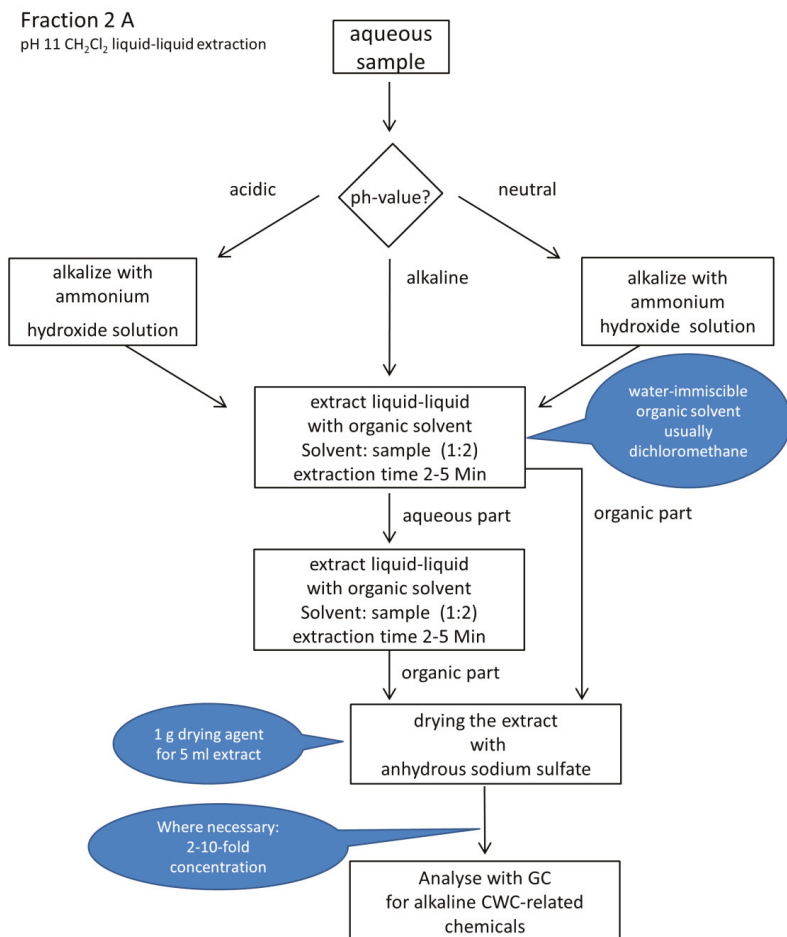 Fraction 2 A
pH 11 CH₂Cl₂ liquid-liquid extraction
aqueous
sample
ph-value?
acidic
neutral
alkaline
alkalize with
ammonium
hydroxide solution
alkalize with
ammonium
hydroxide solution
extract liquid-liquid
with organic solvent
Solvent: sample (1:2)
extraction time 2-5 Min
water-immiscible
organic solvent
usually
dichloromethane
aqueous part
organic part
extract liquid-liquid
with organic solvent
Solvent: sample (1:2)
extraction time 2-5 Min
organic part
1 g drying agent
for 5 ml extract
drying the extract
with
anhydrous sodium sulfate
Where necessary:
2-10-fold
concentration
Analyse with GC
for alkaline CWC-related
chemicals